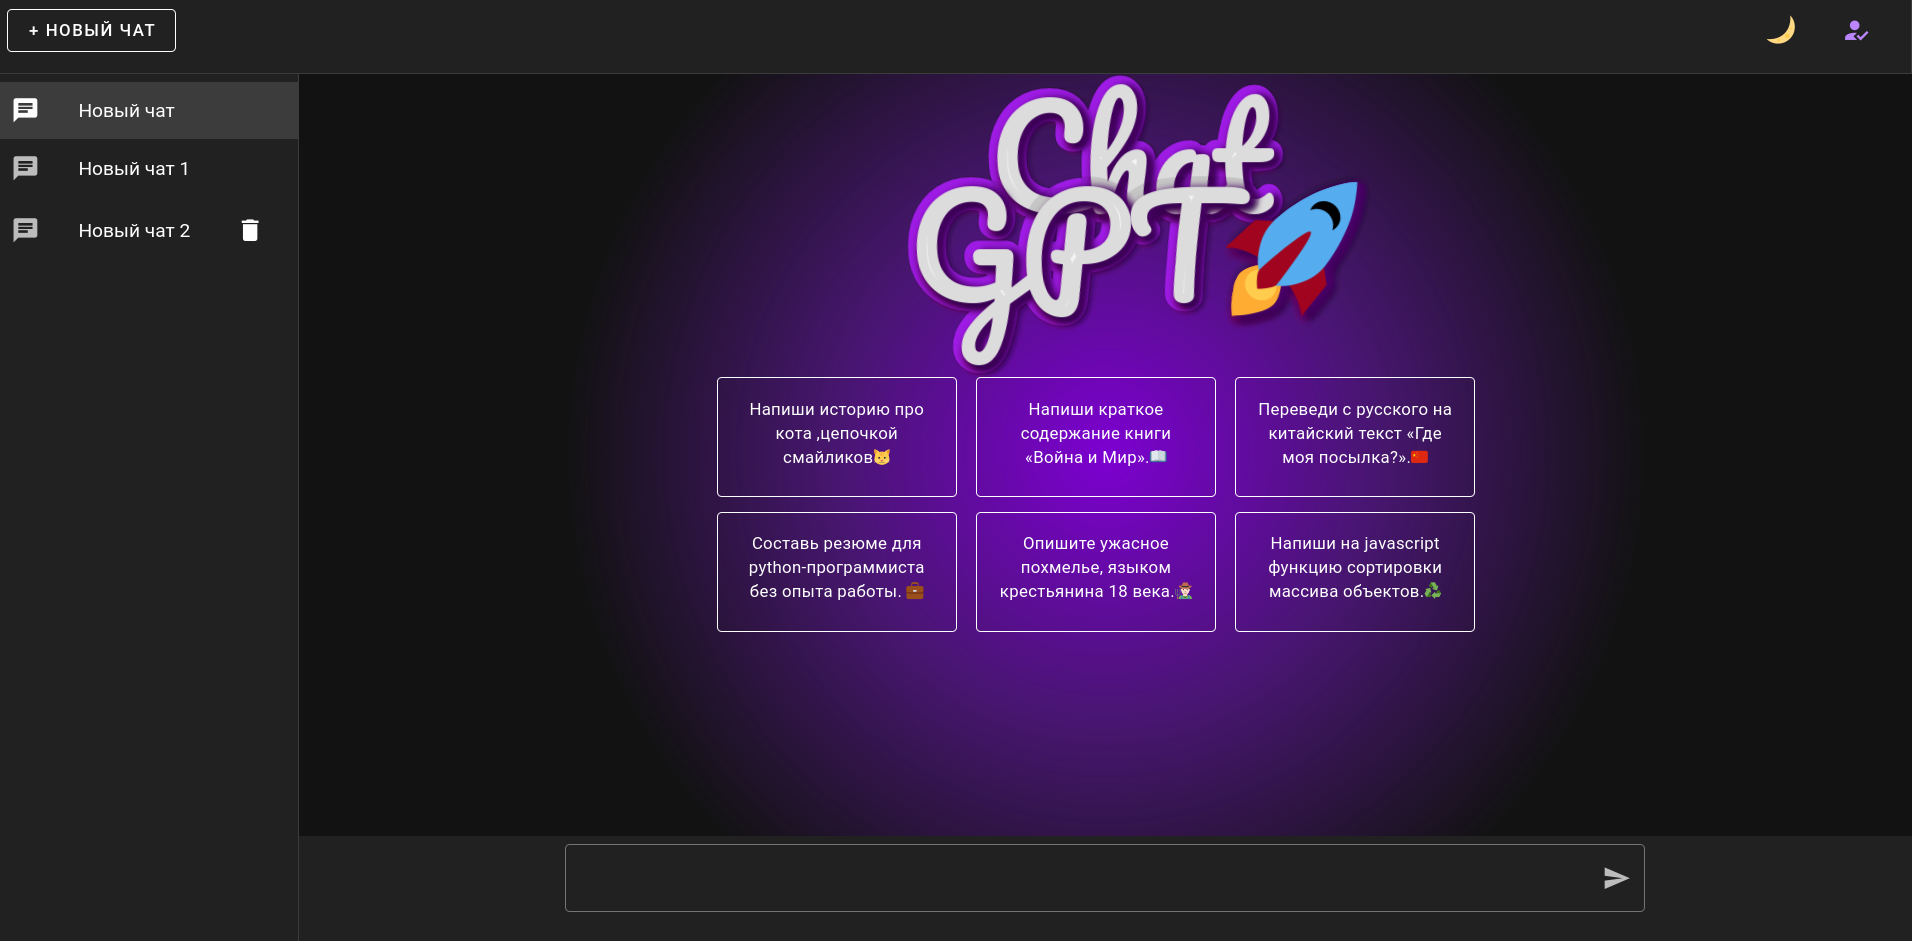 + НОВЫЙ ЧАТ
Новый чат
Новый чат 1
Новый чат 2
Chat
GPT
Напиши историю про
кота ,цепочкой
смайликов🐱
Напиши краткое
содержание книги
«Война и Мир».📖
Переведи с русского на
китайский текст «Где
моя посылка?».🇨🇳
Составь резюме для
python-программиста
без опыта работы. 💼
Опишите ужасное
похмелье, языком
крестьянина 18 века.👨🏻‍🌾
Напиши на javascript
функцию сортировки
массива объектов.♻️